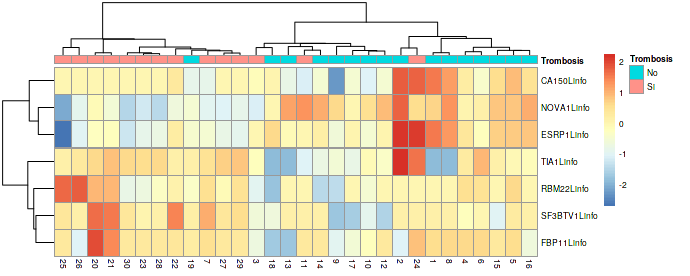 Trombosis
2
1
0
-1
-2
Trombosis
No
Si
CA150Linfo
NOVA1Linfo
ESRP1Linfo
TIA1Linfo
RBM22Linfo
SF3BTV1Linfo
FBP11Linfo
25 26 20 21 30 23 28 22 19 7 27 29 3 18 13 11 14 9 17 10 12 2 24 1 8 4 6 15 5 16